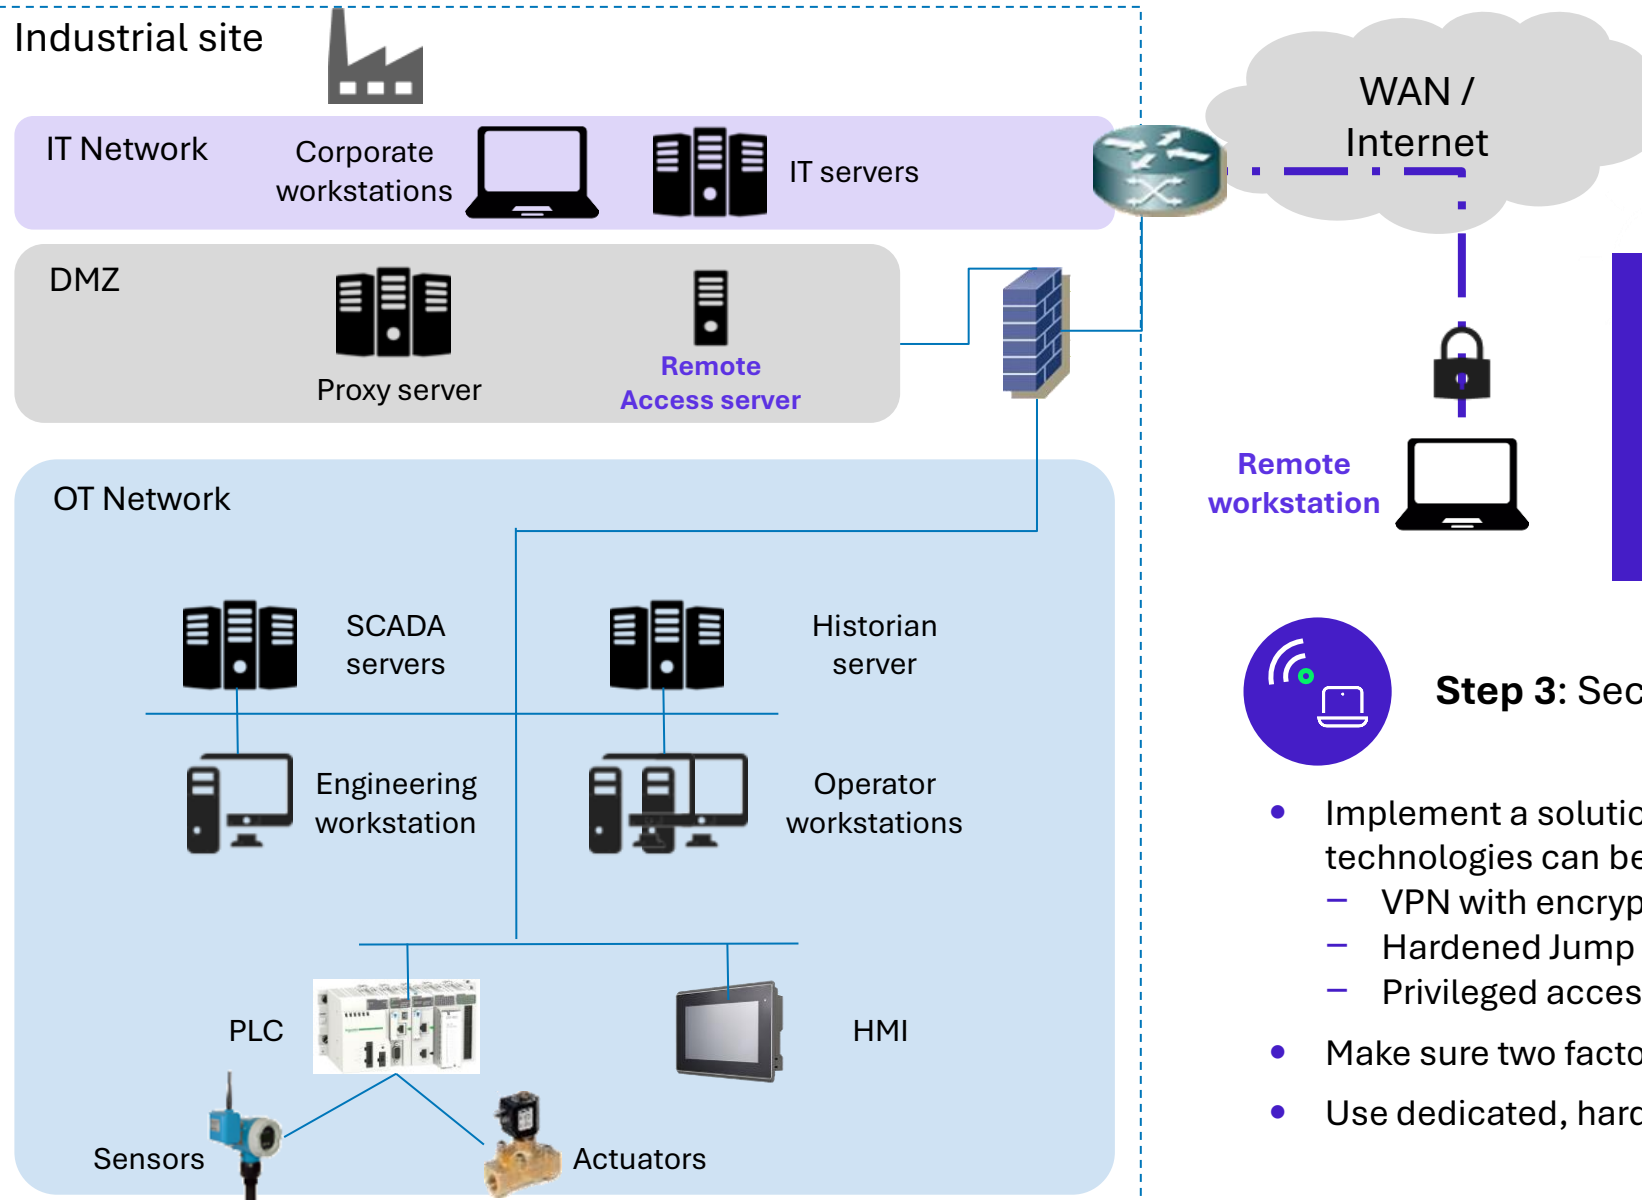 Industrial site
IT Network
Corporate
workstations
IT servers
WAN /
Internet
DMZ
Proxy server
Remote
Access server
Remote
workstation
OT Network
SCADA
servers
Historian
server
Engineering
workstation
Operator
workstations
PLC
HMI
Sensors
Actuators
Step 3: Sec
• Implement a solutio
technologies can be
– VPN with encryp
– Hardened Jump
– Privileged acces
• Make sure two facto
• Use dedicated, hard